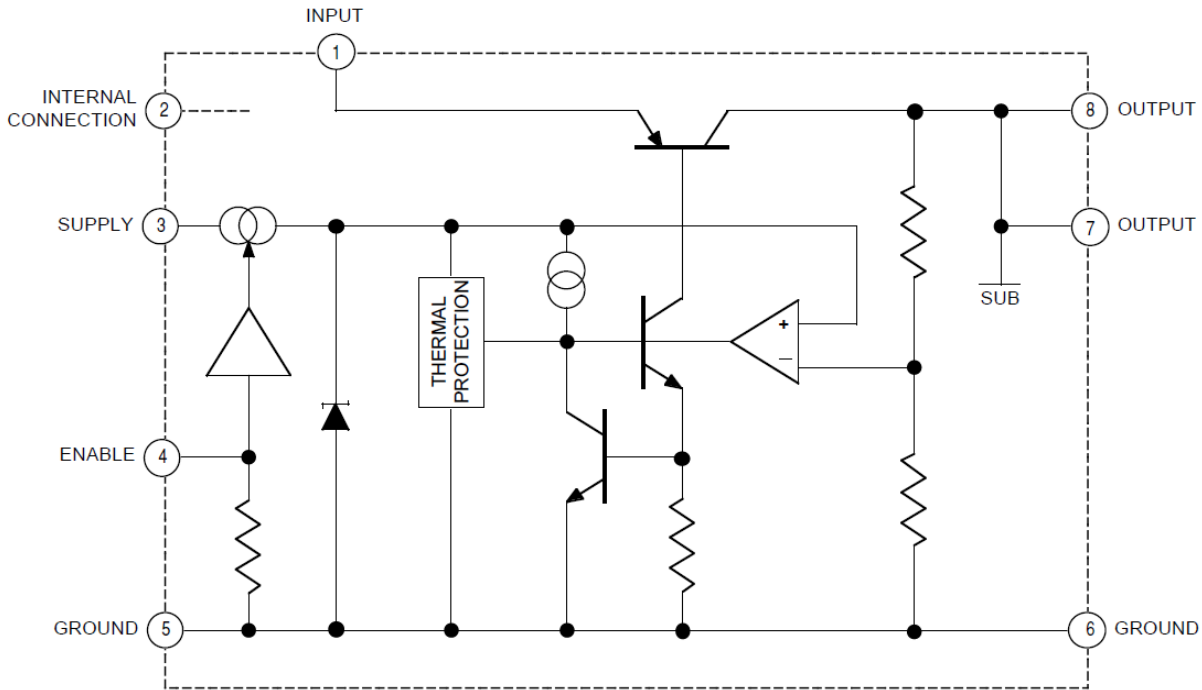 INPUT
1
INTERNAL
CONNECTION
2
8
OUTPUT
SUPPLY
3
7
OUTPUT
SUB
THERMAL
PROTECTION
+
–
ENABLE
4
GROUND
5
6
GROUND